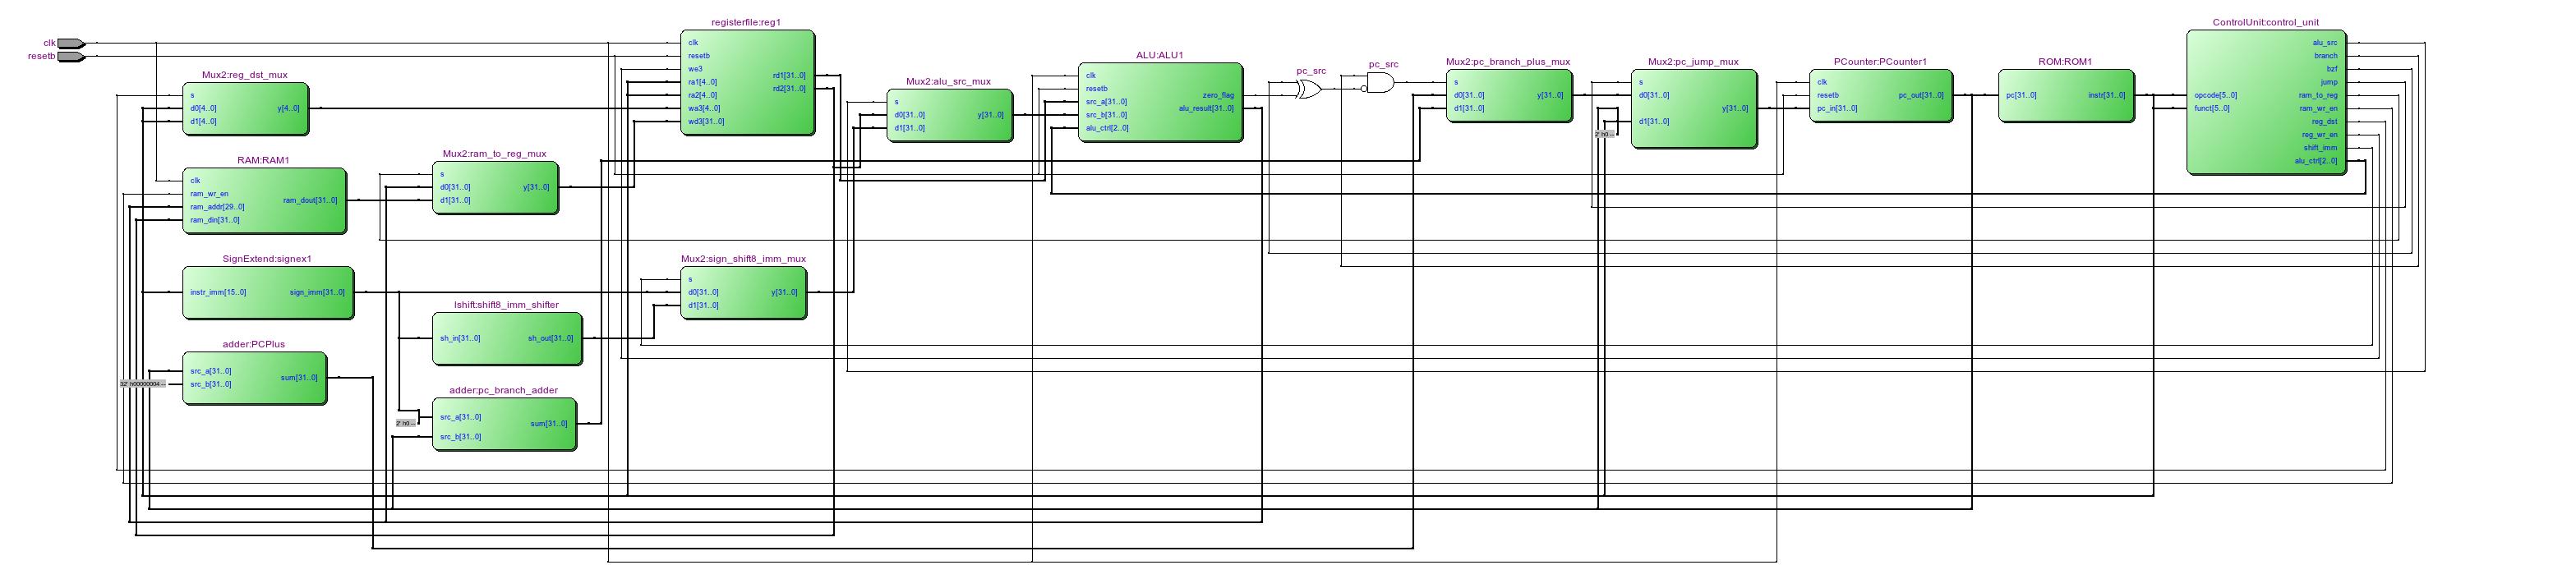 clk
resetb
Mux2:reg_dst_mux
s
d0[4..0]
d1[4..0]
y[4..0]
RAM:RAM1
clk
ram_wr_en
ram_addr[29..0]
ram_din[31..0]
ram_dout[31..0]
SignExtend:signex1
instr_imm[15..0]
sign_imm[31..0]
adder:PCPlus
32' h00000004 --
src_a[31..0]
src_b[31..0]
sum[31..0]
Mux2:ram_to_reg_mux
s
d0[31..0]
d1[31..0]
y[31..0]
lshift:shift8_imm_shifter
sh_in[31..0]
sh_out[31..0]
adder:pc_branch_adder
2' h0 --
src_a[31..0]
src_b[31..0]
sum[31..0]
registerfile:reg1
clk
resetb
we3
ra1[4..0]
ra2[4..0]
wa3[4..0]
wd3[31..0]
rd1[31..0]
rd2[31..0]
Mux2:sign_shift8_imm_mux
s
d0[31..0]
d1[31..0]
y[31..0]
Mux2:alu_src_mux
s
d0[31..0]
d1[31..0]
y[31..0]
ALU:ALU1
clk
resetb
src_a[31..0]
src_b[31..0]
alu_ctrl[2..0]
zero_flag
alu_result[31..0]
pc_src
pc_src
Mux2:pc_branch_plus_mux
s
d0[31..0]
d1[31..0]
y[31..0]
Mux2:pc_jump_mux
s
d0[31..0]
d1[31..0]
y[31..0]
2' h0 --
PCounter:PCounter1
clk
resetb
pc_in[31..0]
pc_out[31..0]
ROM:ROM1
pc[31..0]
instr[31..0]
ControlUnit:control_unit
opcode[5..0]
funct[5..0]
alu_src
branch
bzf
jump
ram_to_reg
ram_wr_en
reg_dst
reg_wr_en
shift_imm
alu_ctrl[2..0]